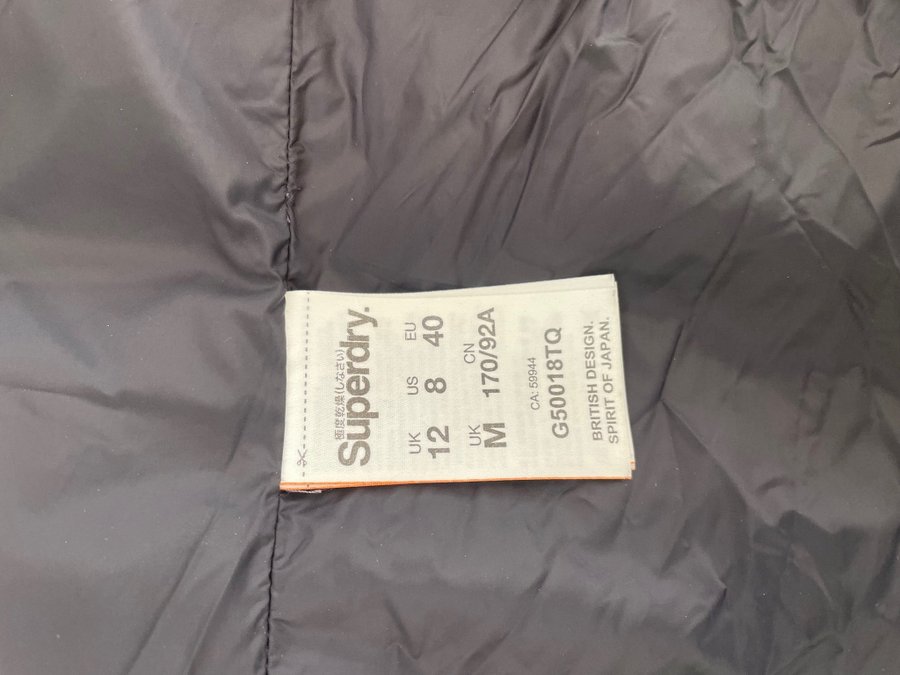 極度乾燥(しなさい)
Superdry.
UK US EU
12 8 40
UK CN
M 170/92A
CA: 59944
G50018TQ
BRITISH DESIGN.
SPIRIT OF JAPAN.